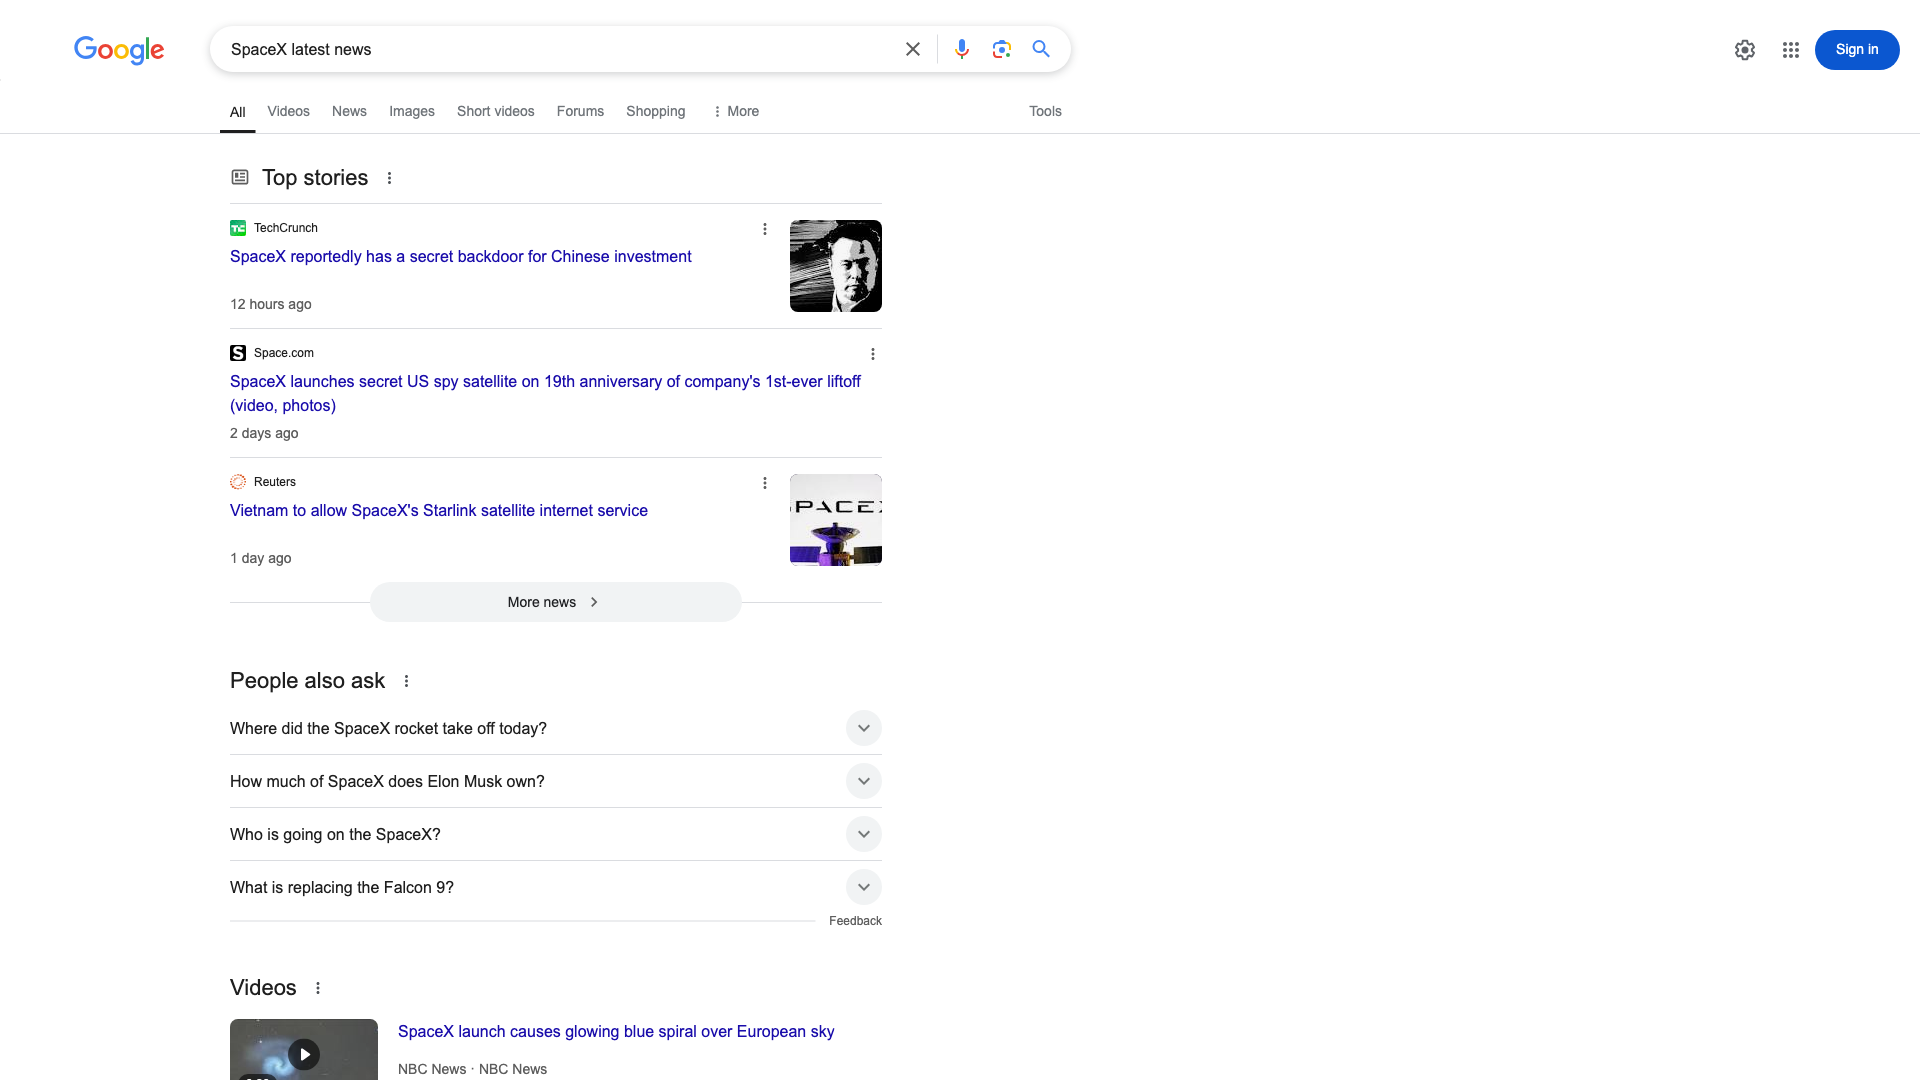 Google
SpaceX latest news
Sign in
All
Videos
News
Images
Short videos
Forums
Shopping
More
Tools
Top stories
TechCrunch
SpaceX reportedly has a secret backdoor for Chinese investment
12 hours ago
Space.com
SpaceX launches secret US spy satellite on 19th anniversary of company's 1st-ever liftoff
(video, photos)
2 days ago
Reuters
Vietnam to allow SpaceX's Starlink satellite internet service
PACE
1 day ago
More news
People also ask
Where did the SpaceX rocket take off today?
How much of SpaceX does Elon Musk own?
Who is going on the SpaceX?
What is replacing the Falcon 9?
Feedback
Videos
SpaceX launch causes glowing blue spiral over European sky
NBC News · NBC News